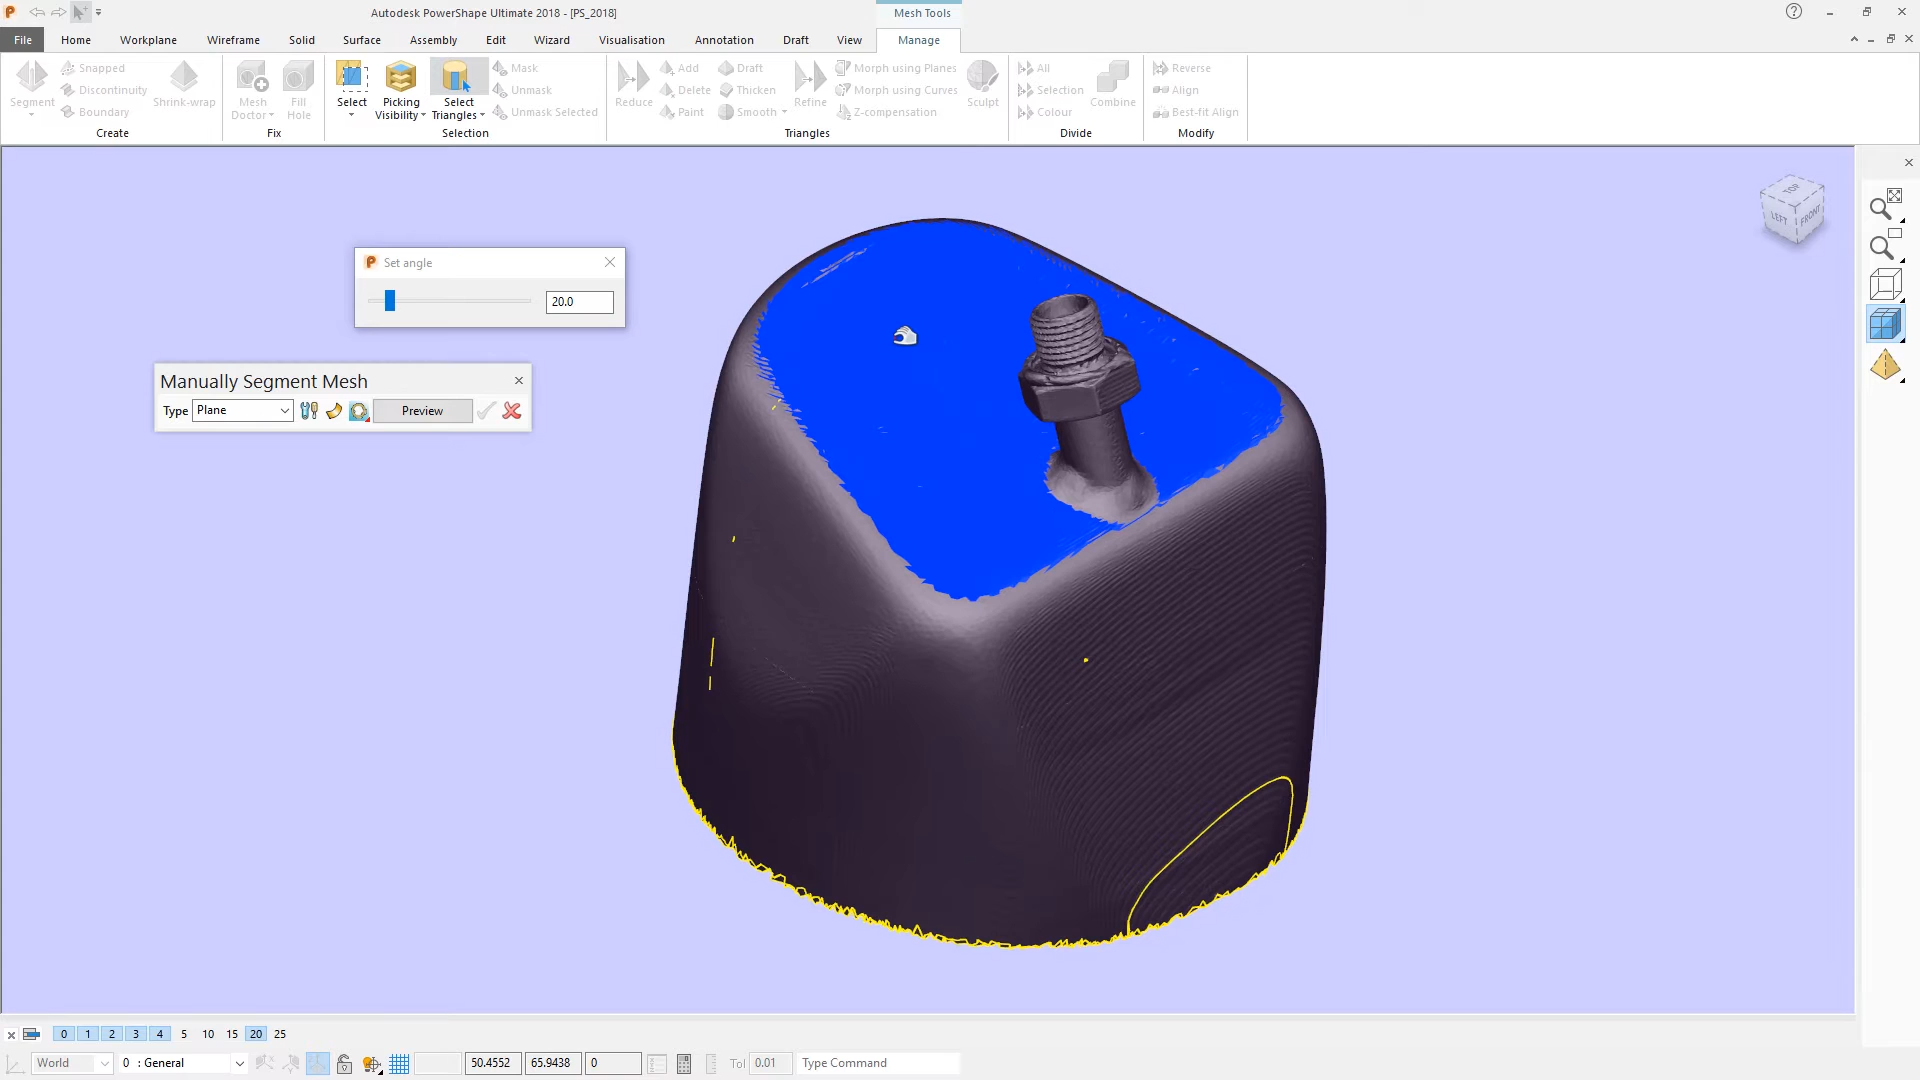 Autodesk PowerShape Ultimate 2018 - [PS_2018]
Mesh Tools
File Home Workplane Wireframe Solid Surface Assembly Edit Wizard Visualisation Annotation Draft View Manage
Segment
Snapped
Discontinuity
Boundary
Shrink-wrap
Create
Mesh Doctor
Fill Hole
Fix
Select
Picking Visibility
Select Triangles
Mask
Unmask
Unmask Selected
Selection
Reduce
Add
Delete
Paint
Draft
Thicken
Smooth
Refine
Morph using Planes
Morph using Curves
Z-compensation
Sculpt
Triangles
All
Selection
Colour
Combine
Divide
Reverse
Align
Best-fit Align
Modify
TOP
LEFT FRONT
Set angle
20.0
Manually Segment Mesh
Type Plane Preview
0 1 2 3 4 5 10 15 20 25
World 0 : General 50.4552 65.9438 0 Tol 0.01 Type Command